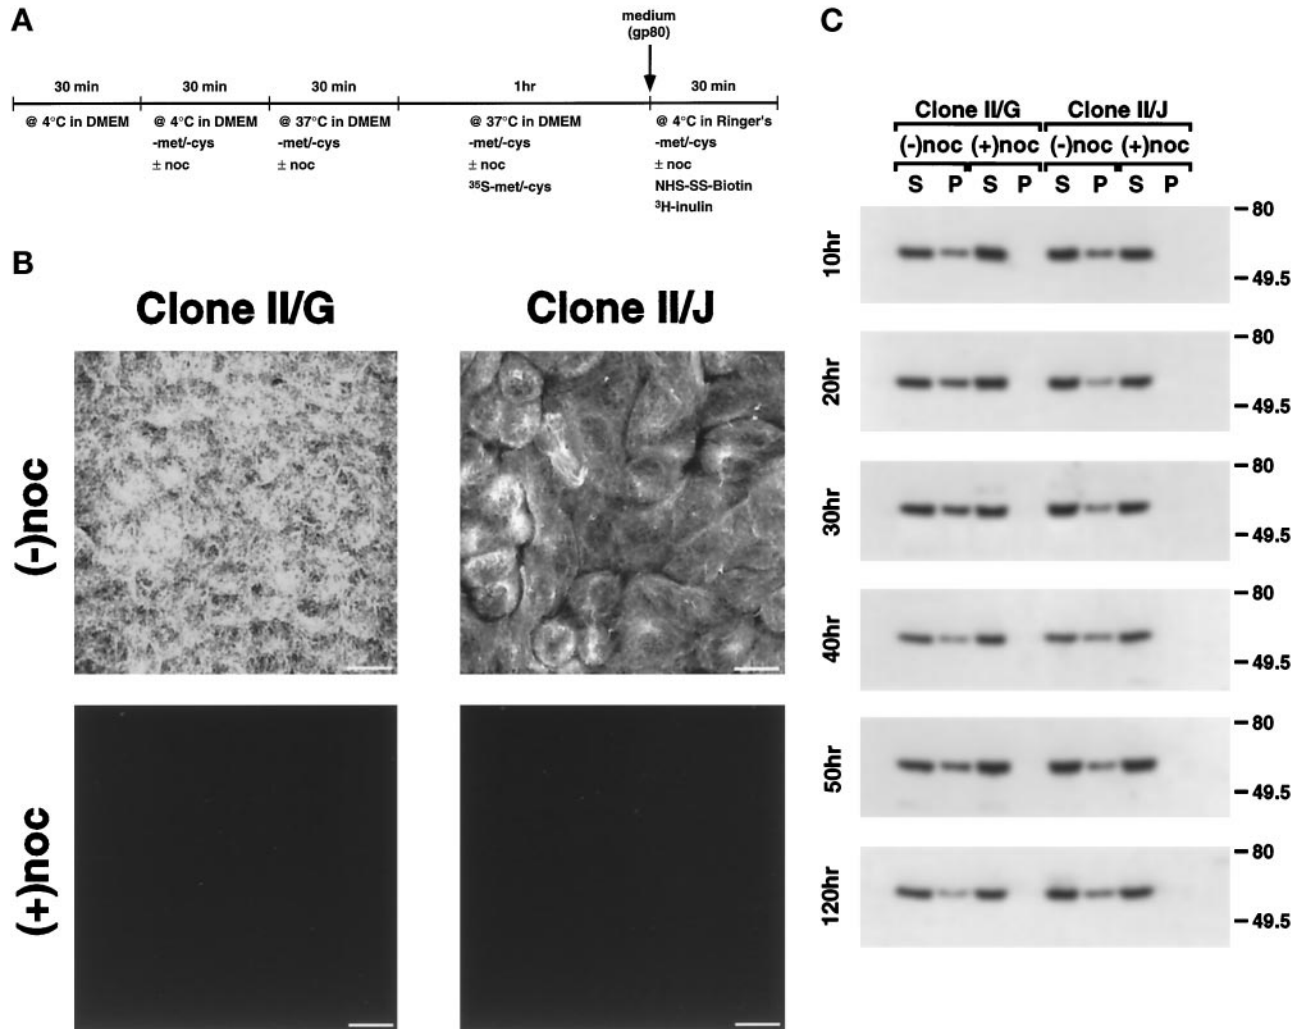 A
medium
(gp80)
30 min 30 min 30 min 1hr 30 min
@ 4°C in DMEM @ 4°C in DMEM @ 37°C in DMEM @ 37°C in DMEM @ 4°C in Ringer's
-met/-cys -met/-cys -met/-cys -met/-cys
± noc ± noc ± noc ± noc
³⁵S-met/-cys NHS-SS-Biotin
³H-inulin
B
Clone II/G Clone II/J
(-)noc
(+)noc
C
Clone II/G Clone II/J
(-)noc (+)noc (-)noc (+)noc
S P S P S P S P
10hr
80
49.5
20hr
80
49.5
30hr
80
49.5
40hr
80
49.5
50hr
80
49.5
120hr
80
49.5